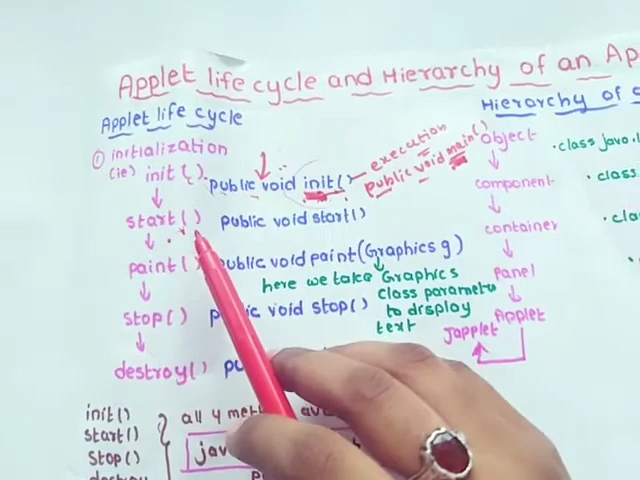 Applet life cycle and Hierarchy of an
Applet life cycle
Hierarchy of
① initialization
(ie) init().
public void init()
execution
public void main()
start()
public void start()
paint()
public void paint(Graphics g)
here we take Graphics
class parameter
to display
text
stop()
public void stop()
destroy()
init()
start()
stop()
destroy
all 4
object
component
container
Panel
Applet
Japplet
.class java.l
.class
.cla